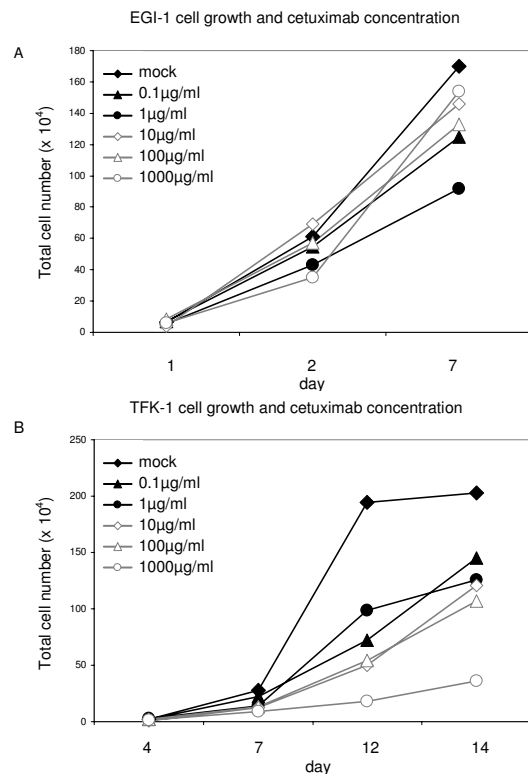 EGI-1 cell growth and cetuximab concentration
A
180
160
140
120
100
80
60
40
20
0
Total cell number (x 10⁴)
mock
0.1µg/ml
1µg/ml
10µg/ml
100µg/ml
1000µg/ml
1 2 7
day
TFK-1 cell growth and cetuximab concentration
B
250
200
150
100
50
0
Total cell number (x 10⁴)
mock
0.1µg/ml
1µg/ml
10µg/ml
100µg/ml
1000µg/ml
4 7 12 14
day